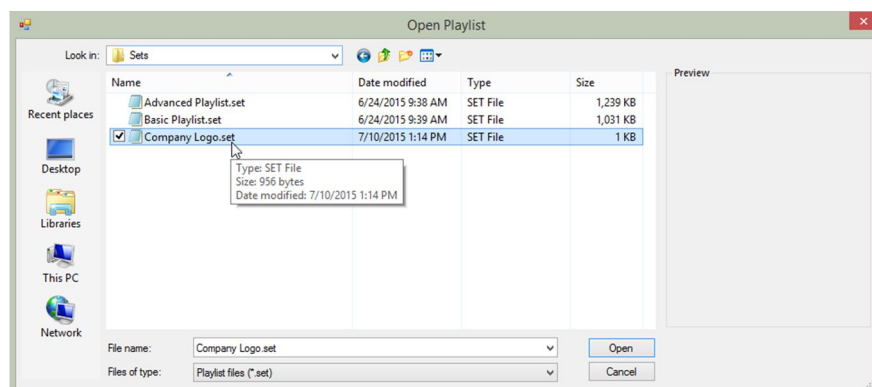 Open Playlist
Look in: Sets
Name Date modified Type Size
Advanced Playlist.set 6/24/2015 9:38 AM SET File 1,239 KB
Basic Playlist.set 6/24/2015 9:39 AM SET File 1,031 KB
Company Logo.set 7/10/2015 1:14 PM SET File 1 KB
Type: SET File
Size: 956 bytes
Date modified: 7/10/2015 1:14 PM
Recent places
Desktop
Libraries
This PC
Network
Preview
File name: Company Logo.set Open
Files of type: Playlist files (*.set) Cancel